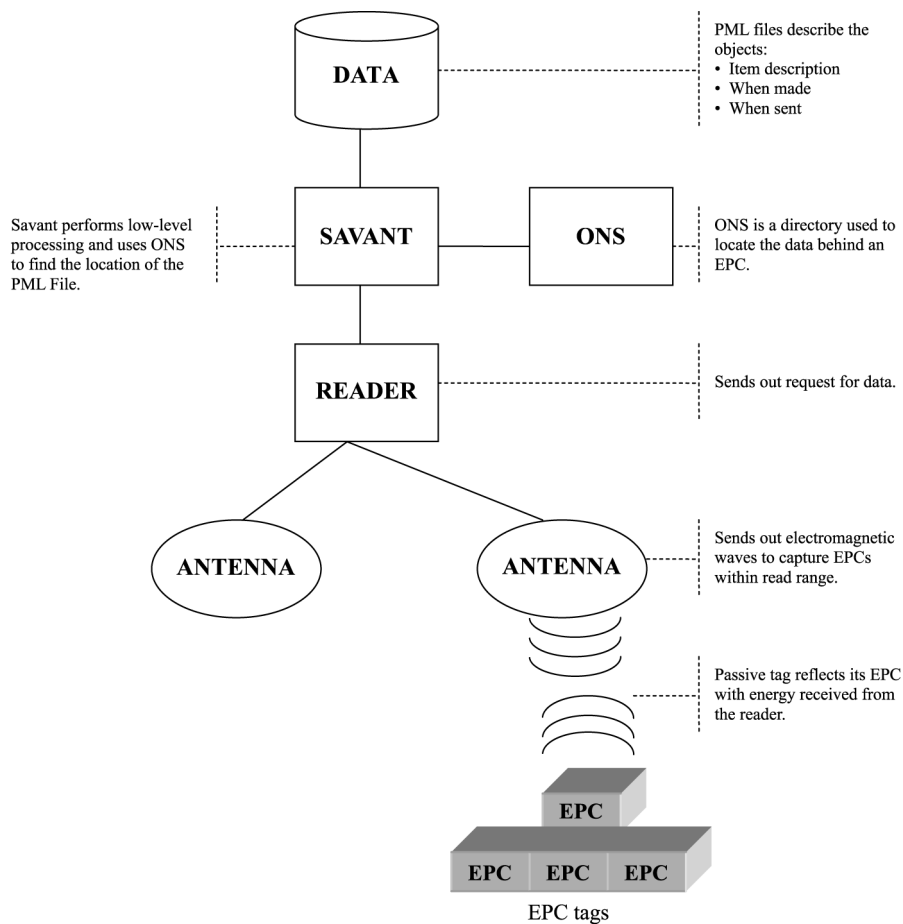 DATA
PML files describe the
objects:
• Item description
• When made
• When sent
Savant performs low-level
processing and uses ONS
to find the location of the
PML File.
SAVANT
ONS
ONS is a directory used to
locate the data behind an
EPC.
READER
Sends out request for data.
ANTENNA
ANTENNA
Sends out electromagnetic
waves to capture EPCs
within read range.
Passive tag reflects its EPC
with energy received from
the reader.
EPC
EPC EPC EPC
EPC tags